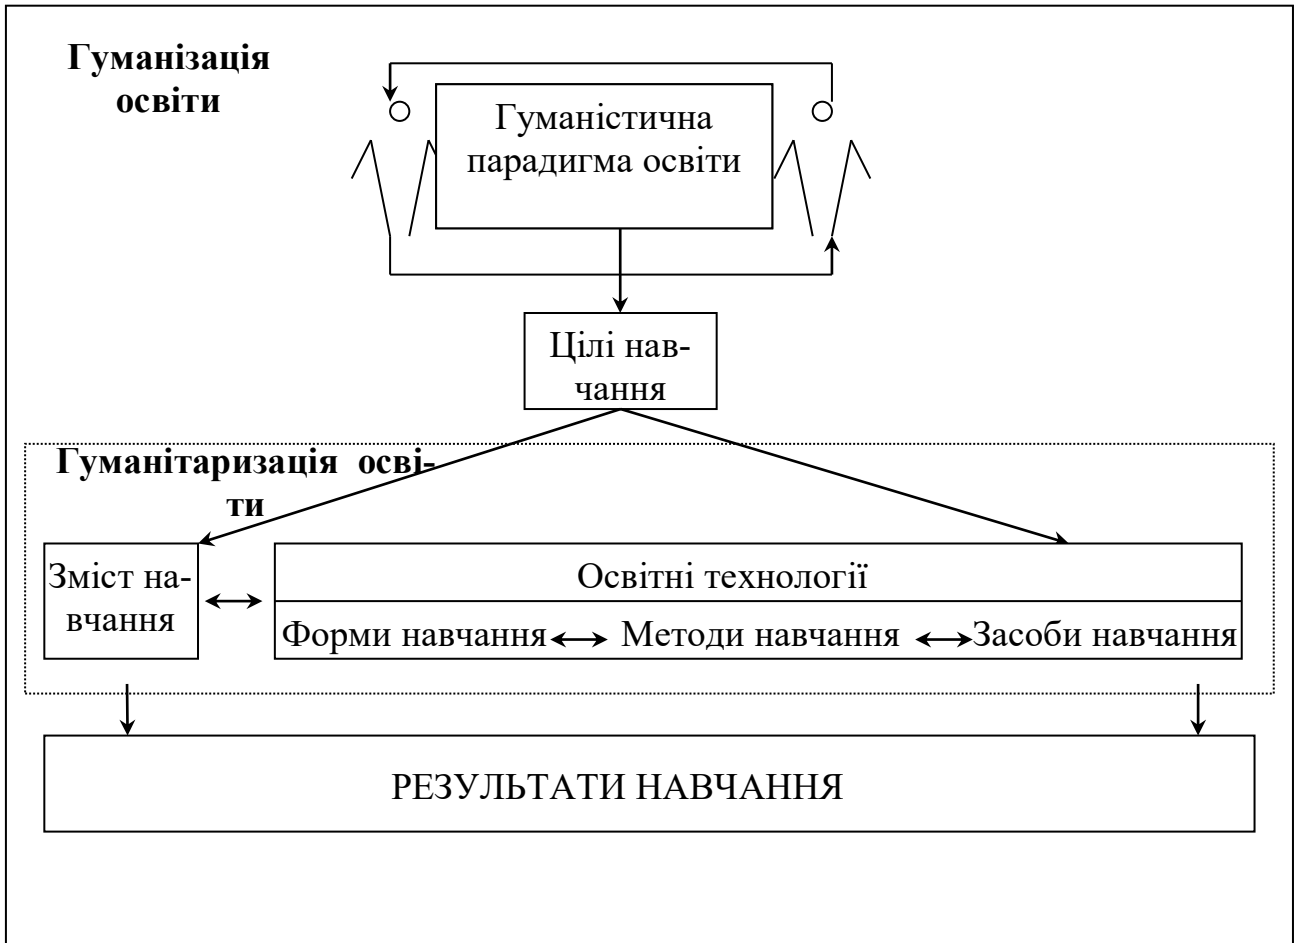 Гуманізація
освіти
Гуманістична
парадигма освіти
Цілі нав-
чання
Гуманітаризація осві-
ти
Зміст на-
вчання
Освітні технології
Форми навчання Методи навчання Засоби навчання
РЕЗУЛЬТАТИ НАВЧАННЯ